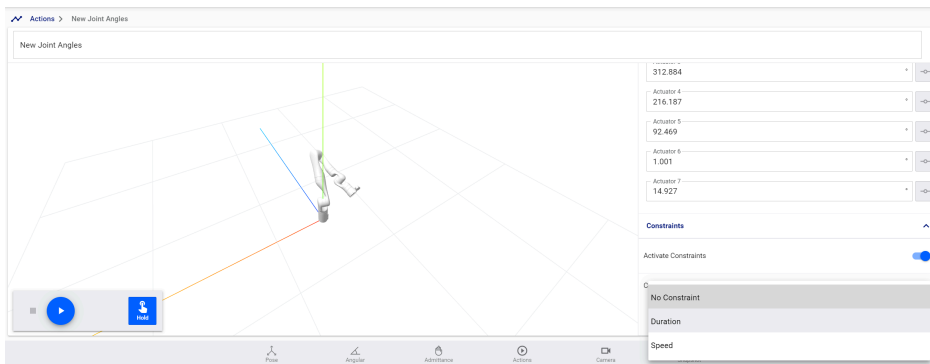 Actions > New Joint Angles
New Joint Angles
312.884 °
Actuator 4
216.187 °
Actuator 5
92.469 °
Actuator 6
1.001 °
Actuator 7
14.927 °
Constraints
Activate Constraints
No Constraint
Duration
Speed
Hold
Pose
Angular
Admittance
Actions
Camera